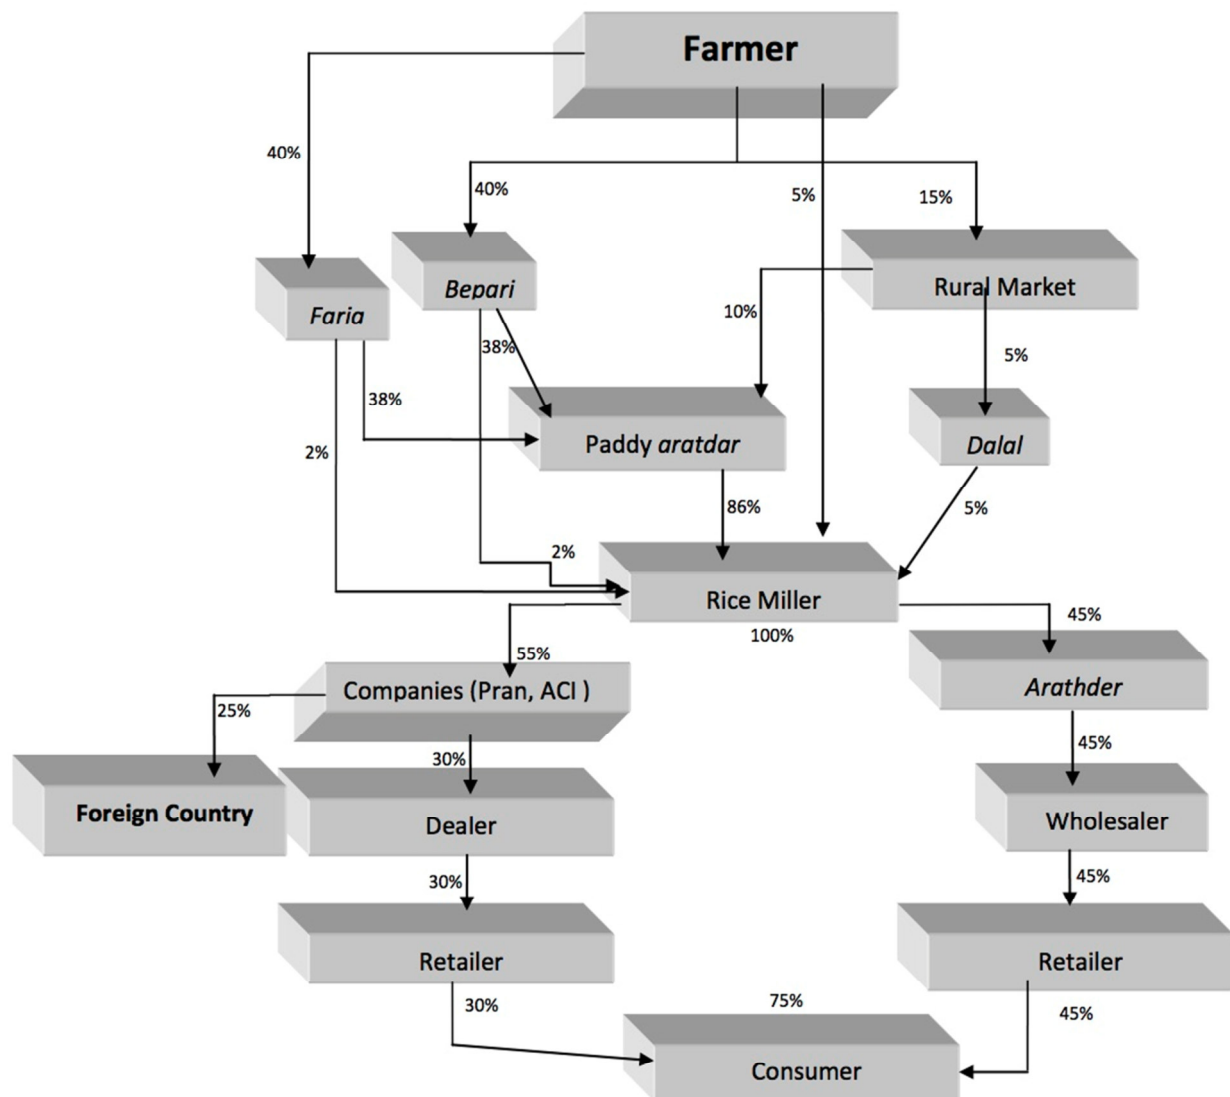 Farmer
40%
40%
5%
15%
Faria
Bepari
Rural Market
10%
38%
5%
38%
Paddy aratdar
Dalal
2%
86%
5%
2%
Rice Miller
100%
45%
55%
Companies (Pran, ACI )
Arathder
25%
45%
30%
Foreign Country
Dealer
Wholesaler
30%
45%
Retailer
Retailer
30%
75%
45%
Consumer